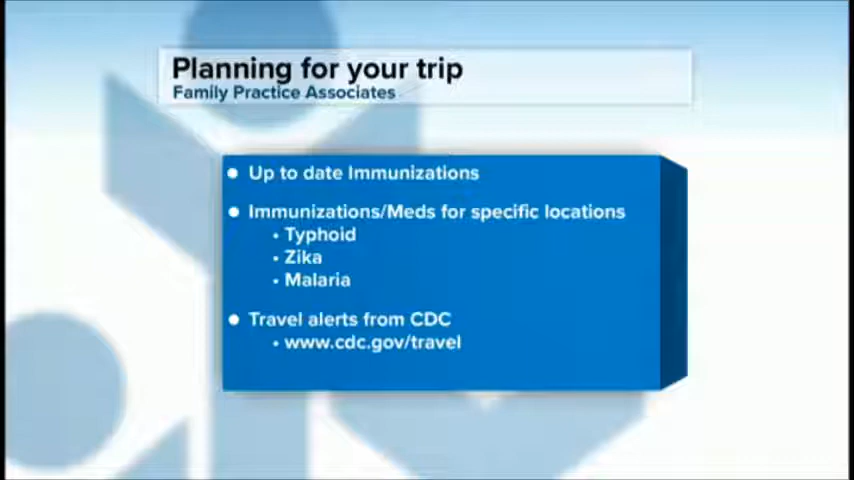 Planning for your trip
Family Practice Associates
Up to date Immunizations
Immunizations/Meds for specific locations
Typhoid
Zika
Malaria
Travel alerts from CDC
www.cdc.gov/travel